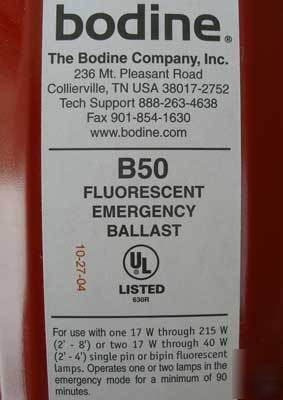 bodine®
The Bodine Company, Inc.
236 Mt. Pleasant Road
Collierville, TN USA 38017-2752
Tech Support 888-263-4638
Fax 901-854-1630
www.bodine.com
B50
FLUORESCENT
EMERGENCY
BALLAST
10-27-04
UL
LISTED
630R
For use with one 17 W through 215 W
(2' - 8') or two 17 W through 40 W
(2' - 4') single pin or bipin fluorescent
lamps. Operates one or two lamps in the
emergency mode for a minimum of 90
minutes.